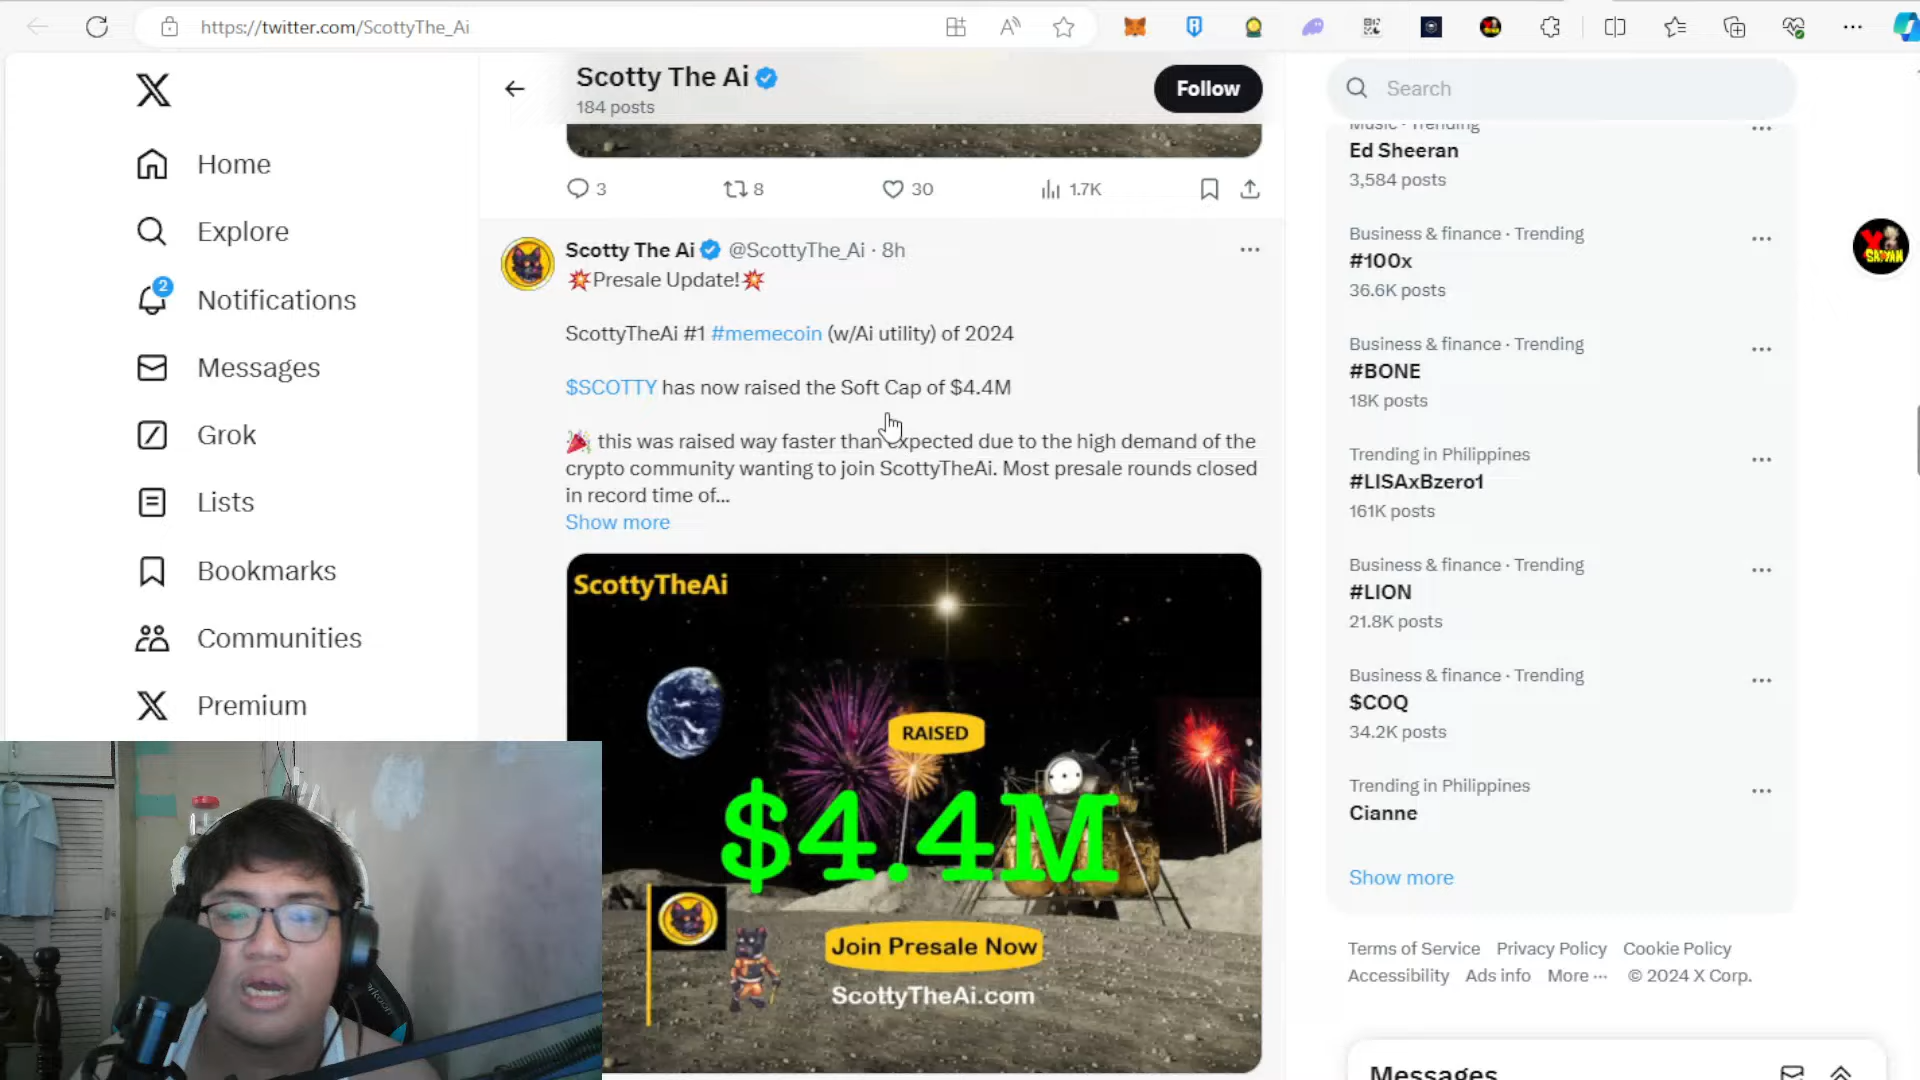 https://twitter.com/ScottyThe_Ai
Scotty The Ai
184 posts
Follow
Search
Home
Explore
2
Notifications
Messages
Grok
Lists
Bookmarks
Communities
Premium
3
8
30
1.7K
Scotty The Ai @ScottyThe_Ai · 8h
💥Presale Update!💥
ScottyTheAi #1 #memecoin (w/Ai utility) of 2024
$SCOTTY has now raised the Soft Cap of $4.4M
🎉 this was raised way faster than expected due to the high demand of the
crypto community wanting to join ScottyTheAi. Most presale rounds closed
in record time of...
Show more
ScottyTheAi
RAISED
$4.4M
Join Presale Now
ScottyTheAi.com
Music · Trending
Ed Sheeran
3,584 posts
Business & finance · Trending
#100x
36.6K posts
Business & finance · Trending
#BONE
18K posts
Trending in Philippines
#LISAxBzero1
161K posts
Business & finance · Trending
#LION
21.8K posts
Business & finance · Trending
$COQ
34.2K posts
Trending in Philippines
Cianne
Show more
Terms of Service Privacy Policy Cookie Policy
Accessibility Ads info More ··· © 2024 X Corp.
Messages
X
SAIYAN